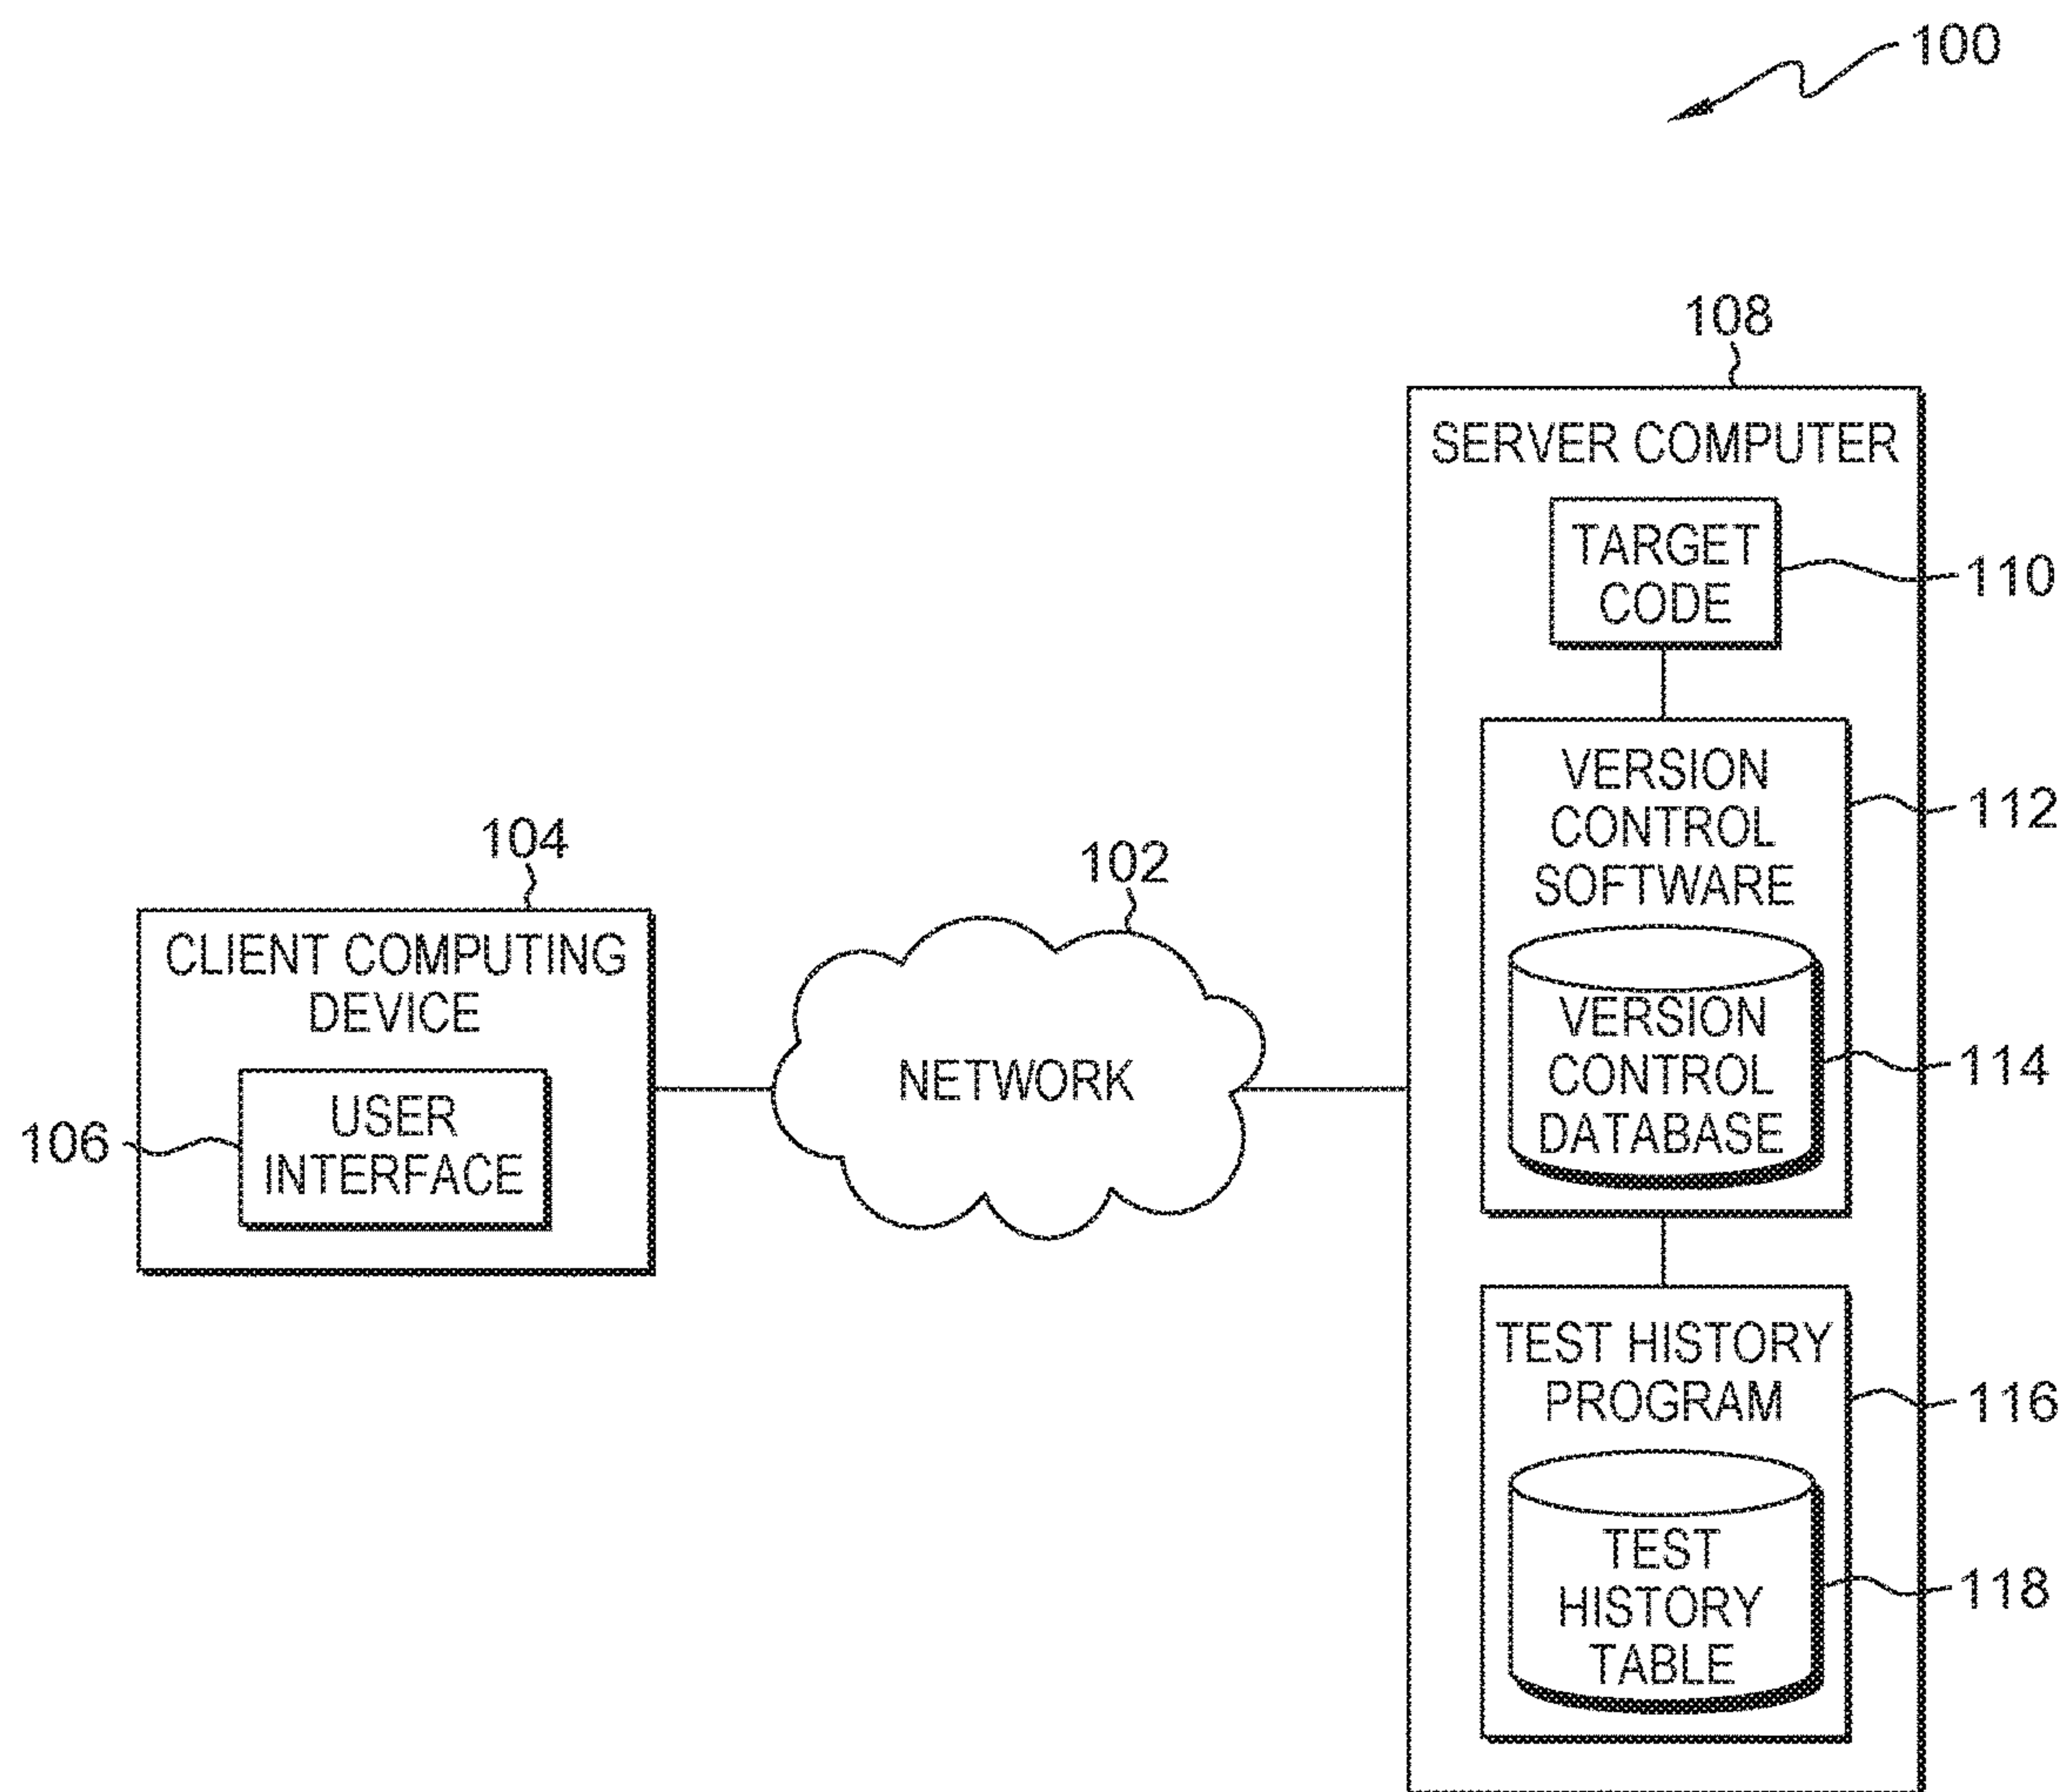 100
108
SERVER COMPUTER
TARGET
CODE
110
VERSION
CONTROL
SOFTWARE
112
VERSION
CONTROL
DATABASE
114
TEST HISTORY
PROGRAM
116
TEST
HISTORY
TABLE
118
104
CLIENT COMPUTING
DEVICE
USER
INTERFACE
106
102
NETWORK